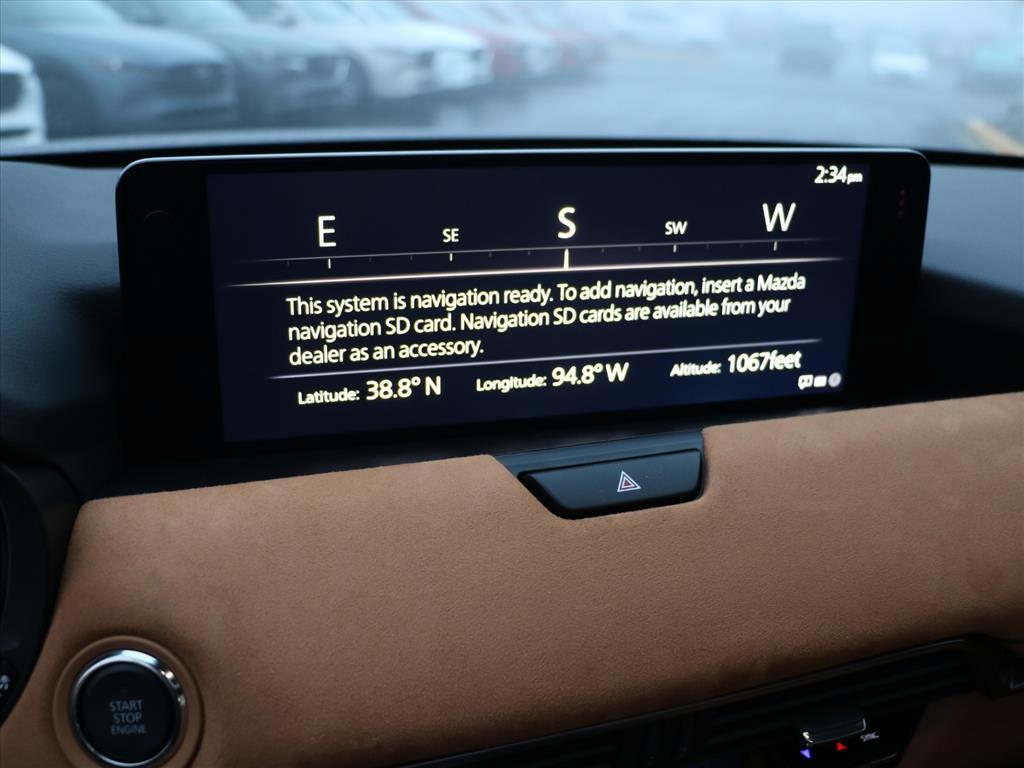 2:34pm
E SE S SW W
This system is navigation ready. To add navigation, insert a Mazda
navigation SD card. Navigation SD cards are available from your
dealer as an accessory.
Latitude: 38.8° N Longitude: 94.8° W Altitude: 1067feet
START
STOP
ENGINE
SYNC